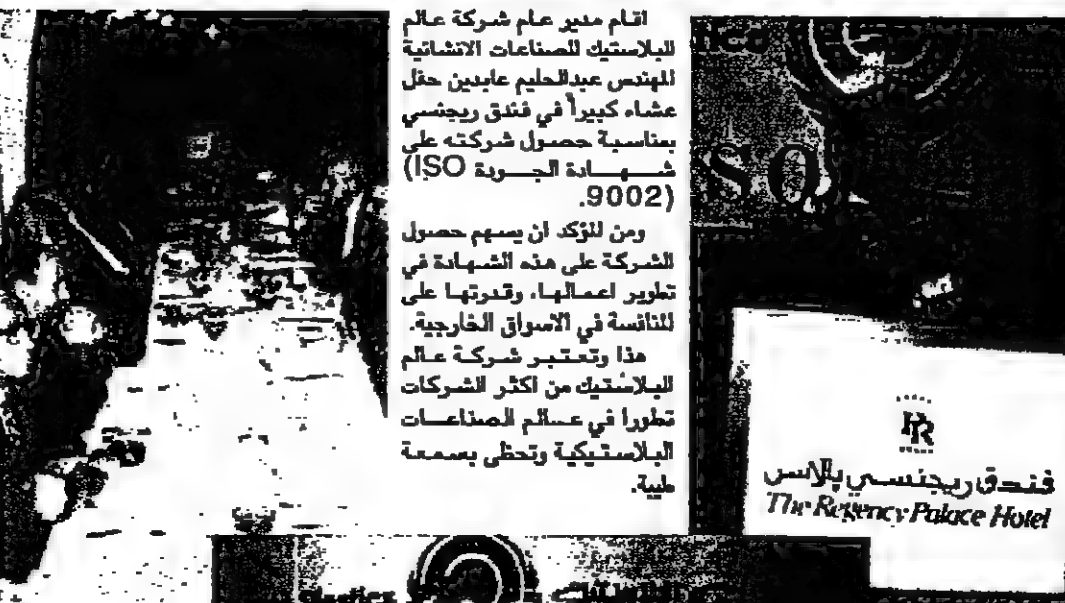 اقام مدير عام شركة عالم
البلاستيك للصناعات الانشائية
المهندس عبدالحليم عابدين حفل
عشاء كبيراً في فندق ريجنسي
بمناسبة حصول شركته على
شهادة الجودة (ISO
9002).
ومن المؤكد ان يسهم حصول
الشركة على هذه الشهادة في
تطوير اعمالها، وقدرتها على
المنافسة في الاسواق الخارجية.
هذا وتعتبر شركة عالم
البلاستيك من اكثر الشركات
تطورا في عالم الصناعات
البلاستيكية وتحظى بسمعة
طيبة.
فندق ريجنسي بالاس
The Regency Palace Hotel